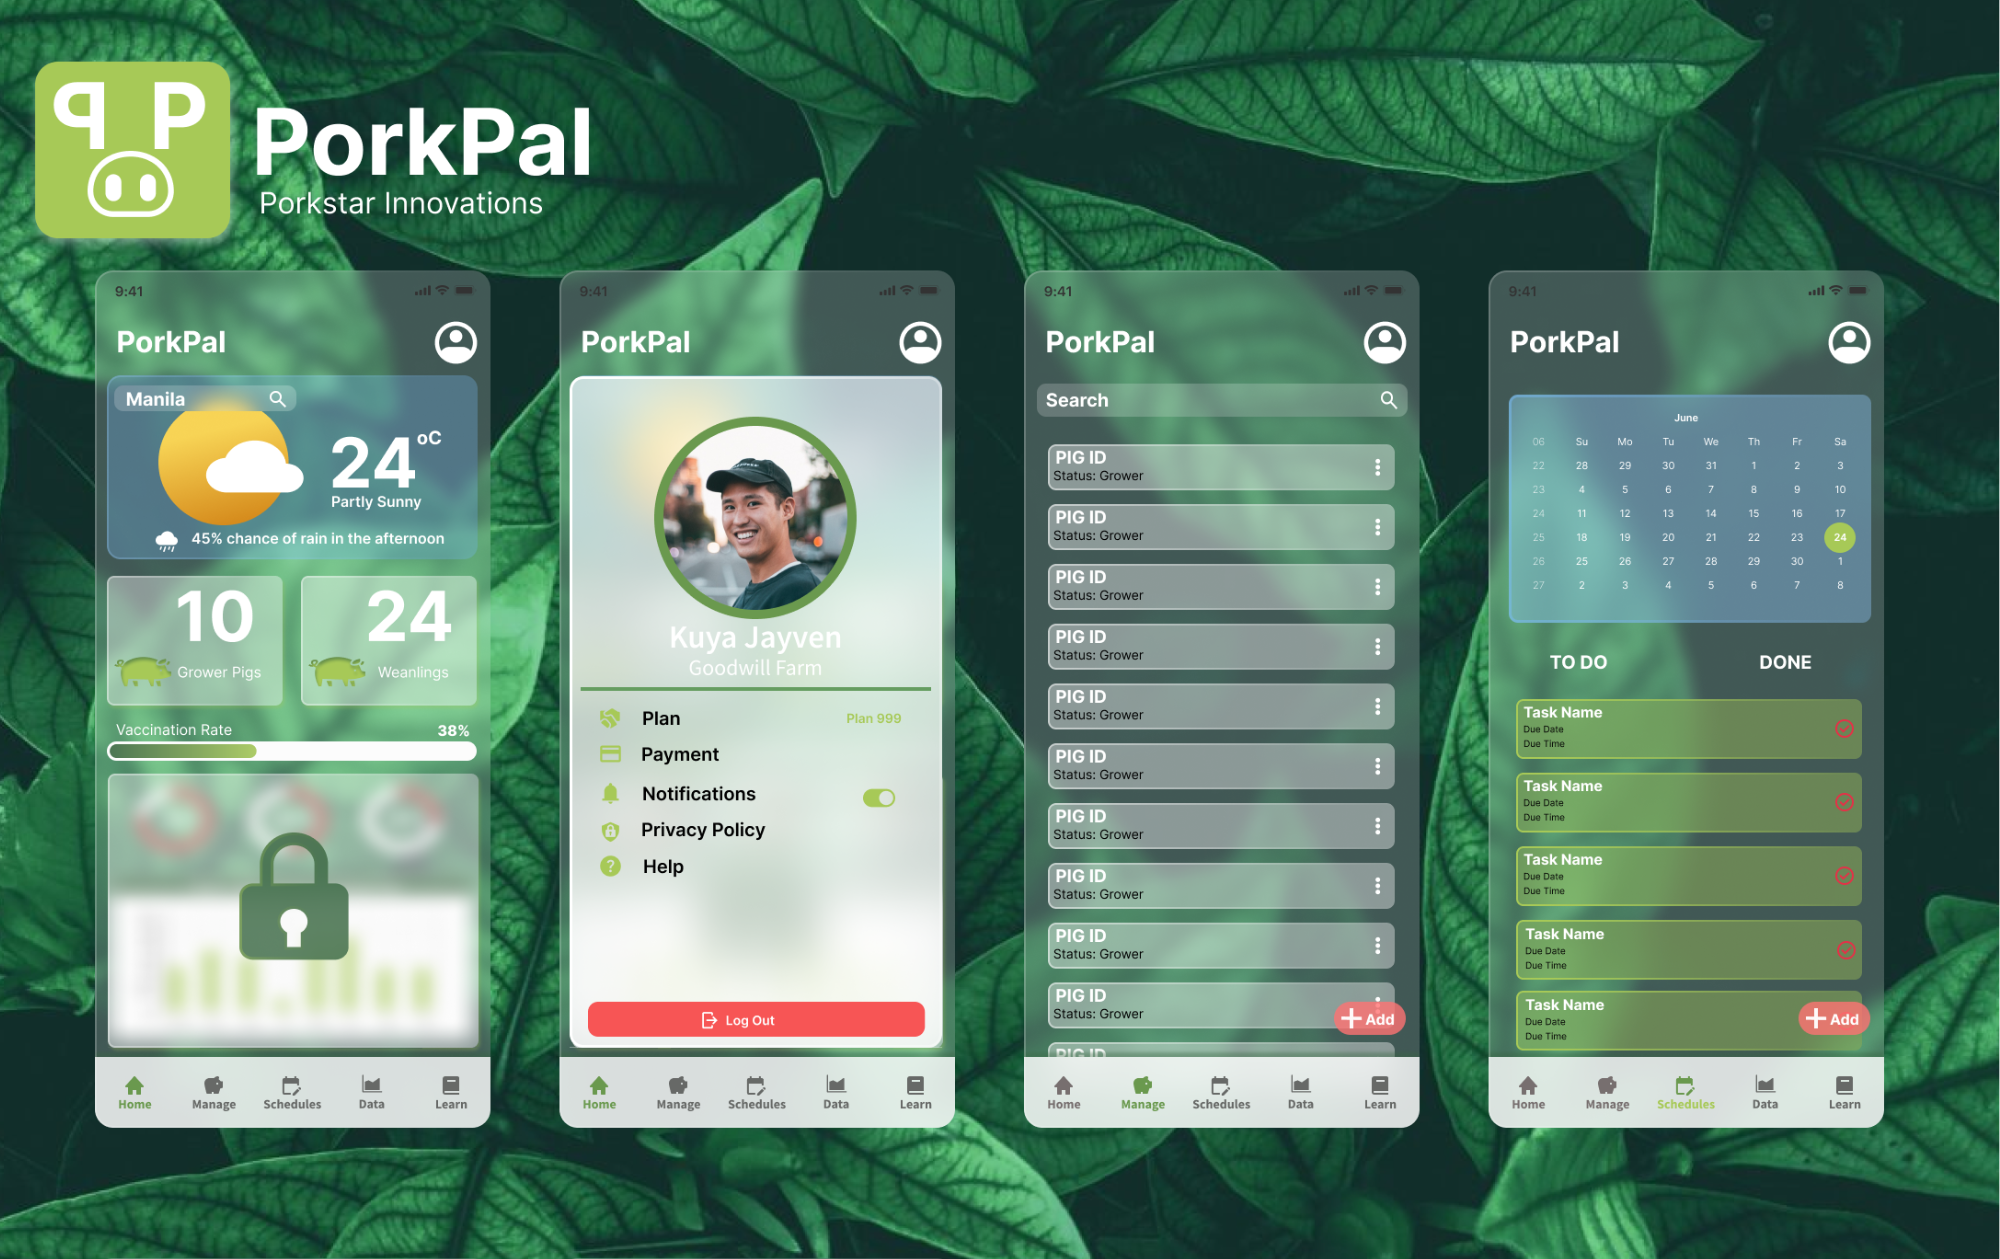 PP
PorkPal
Porkstar Innovations
9:41
PorkPal
Manila
24 oC
Partly Sunny
45% chance of rain in the afternoon
10
Grower Pigs
24
Weanlings
Vaccination Rate 38%
Home Manage Schedules Data Learn
9:41
PorkPal
Kuya Jayven
Goodwill Farm
Plan Plan 999
Payment
Notifications
Privacy Policy
? Help
Log Out
Home Manage Schedules Data Learn
9:41
PorkPal
Search
PIG ID
Status: Grower
PIG ID
Status: Grower
PIG ID
Status: Grower
PIG ID
Status: Grower
PIG ID
Status: Grower
PIG ID
Status: Grower
PIG ID
Status: Grower
PIG ID
Status: Grower
PIG ID
Status: Grower
PIG ID
Status: Grower
+ Add
PIG ID
Home Manage Schedules Data Learn
9:41
PorkPal
June
06 Su Mo Tu We Th Fr Sa
22 28 29 30 31 1 2 3
23 4 5 6 7 8 9 10
24 11 12 13 14 15 16 17
25 18 19 20 21 22 23 24
26 25 26 27 28 29 30 1
27 2 3 4 5 6 7 8
TO DO DONE
Task Name
Due Date
Due Time
Task Name
Due Date
Due Time
Task Name
Due Date
Due Time
Task Name
Due Date
Due Time
Task Name
Due Date
Due Time
+ Add
Home Manage Schedules Data Learn